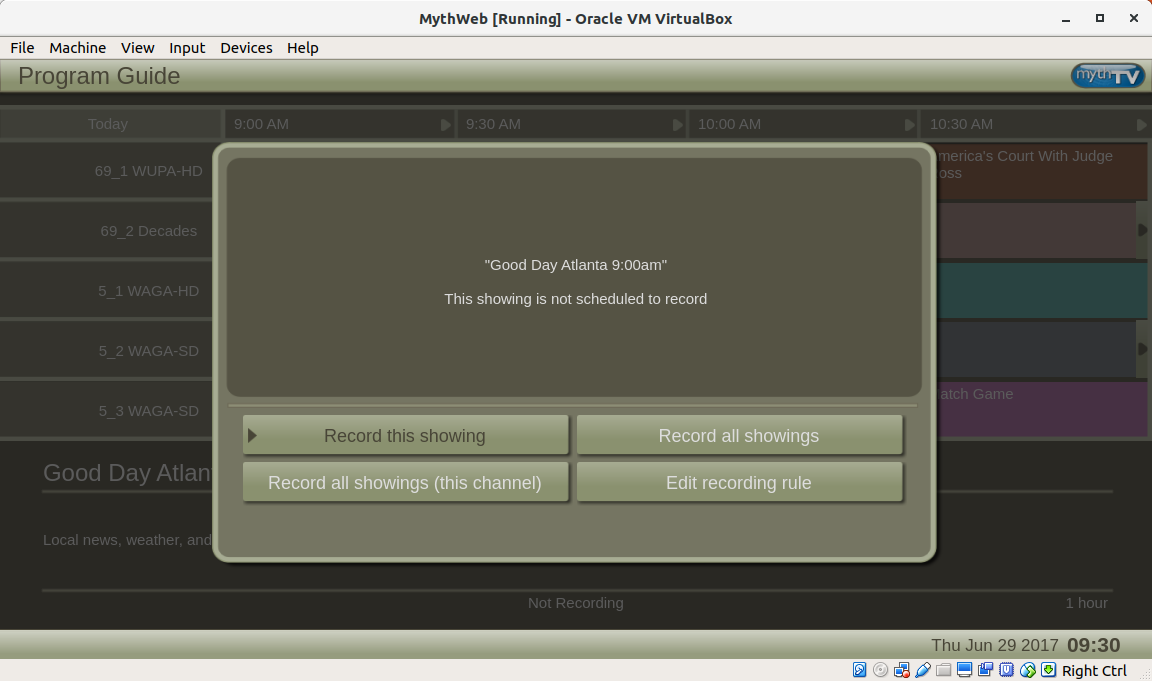 MythWeb [Running] - Oracle VM VirtualBox
File Machine View Input Devices Help
Program Guide
mythTV
Today 9:00 AM 9:30 AM 10:00 AM 10:30 AM
69_1 WUPA-HD
merica's Court With Judge
oss
69_2 Decades
5_1 WAGA-HD
5_2 WAGA-SD
5_3 WAGA-SD
atch Game
"Good Day Atlanta 9:00am"
This showing is not scheduled to record
Record this showing Record all showings
Record all showings (this channel) Edit recording rule
Good Day Atlan
Local news, weather, and
Not Recording 1 hour
Thu Jun 29 2017 09:30
Right Ctrl